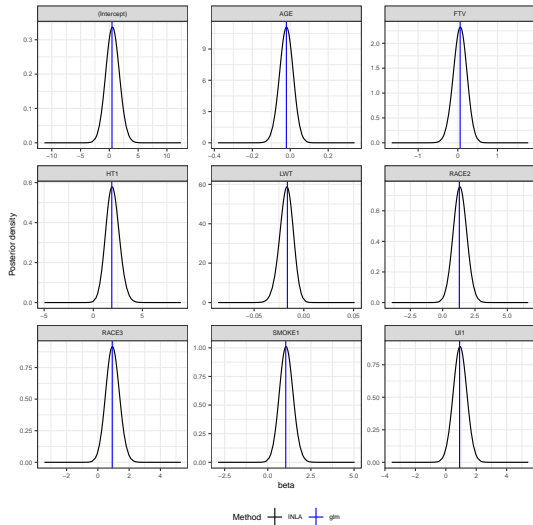 (Intercept) AGE FTV
0.3 0.2 0.1 0.0
9 6 3 0
2.0 1.5 1.0 0.5 0.0
−10 −5 0 5 10
−0.4 −0.2 0.0 0.2
−1 0 1
HT1 LWT RACE2
0.6 0.4 0.2 0.0
60 40 20 0
0.6 0.4 0.2 0.0
−5 0 5
−0.05 0.00 0.05
−2.5 0.0 2.5 5.0
RACE3 SMOKE1 UI1
0.75 0.50 0.25 0.00
1.00 0.75 0.50 0.25 0.00
0.75 0.50 0.25 0.00
−2 0 2 4
−2.5 0.0 2.5 5.0
−4 −2 0 2 4
Posterior density
beta
Method INLA glm